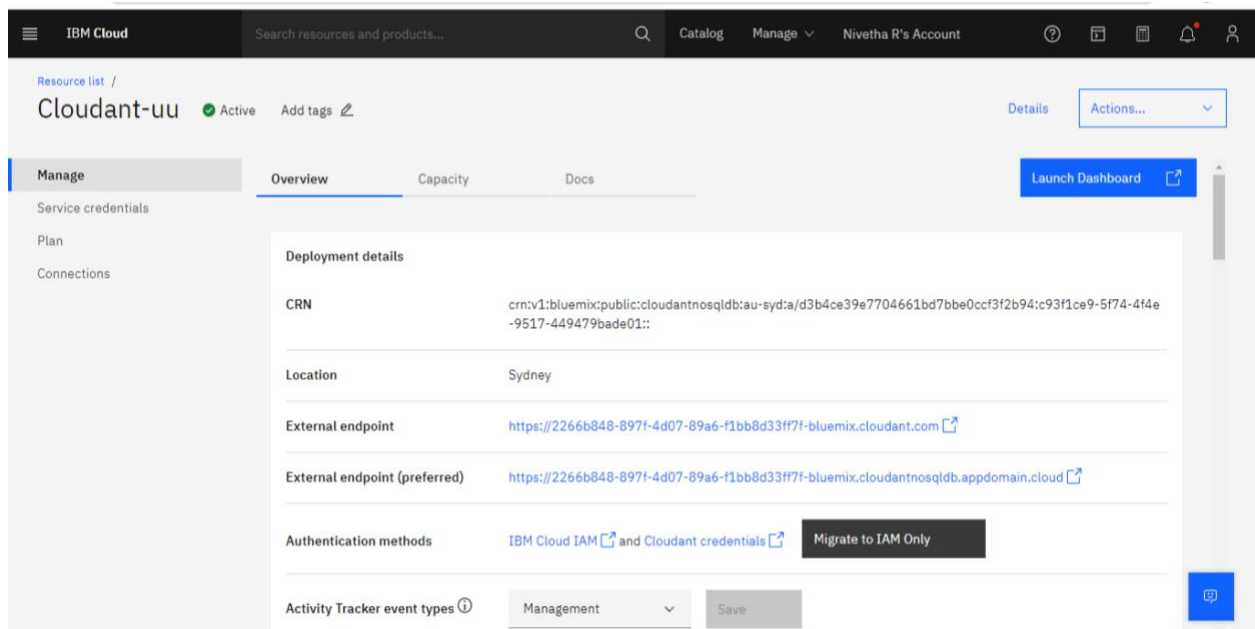 IBM Cloud
Search resources and products...
Catalog
Manage
Nivetha R's Account
Resource list /
Cloudant-uu
Active
Add tags
Details
Actions...
Manage
Service credentials
Plan
Connections
Overview
Capacity
Docs
Launch Dashboard
Deployment details
CRN
crn:v1:bluemix:public:cloudantnosqldb:au-syd:a/d3b4ce39e7704661bd7bbe0ccf3f2b94:c93f1ce9-5f74-4f4e
-9517-449479bade01::
Location
Sydney
External endpoint
https://2266b848-897f-4d07-89a6-f1bb8d33ff7f-bluemix.cloudant.com
External endpoint (preferred)
https://2266b848-897f-4d07-89a6-f1bb8d33ff7f-bluemix.cloudantnosqldb.appdomain.cloud
Authentication methods
IBM Cloud IAM and Cloudant credentials
Migrate to IAM Only
Activity Tracker event types
Management
Save